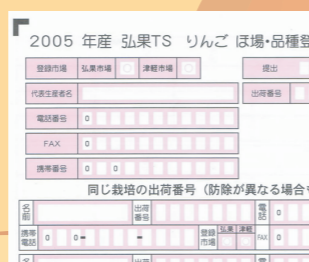 2005 年産 弘果TS りんご ほ場・品種登
登録市場 弘果市場 津軽市場 提出
代表生産者名 出荷番号
電話番号 0
FAX 0
携帯番号 0 0
同じ栽培の出荷番号（防除が異なる場合
名前 出荷番号 電話 0
携帯電話 0 0- - 登録市場 弘果 津軽 FAX 0